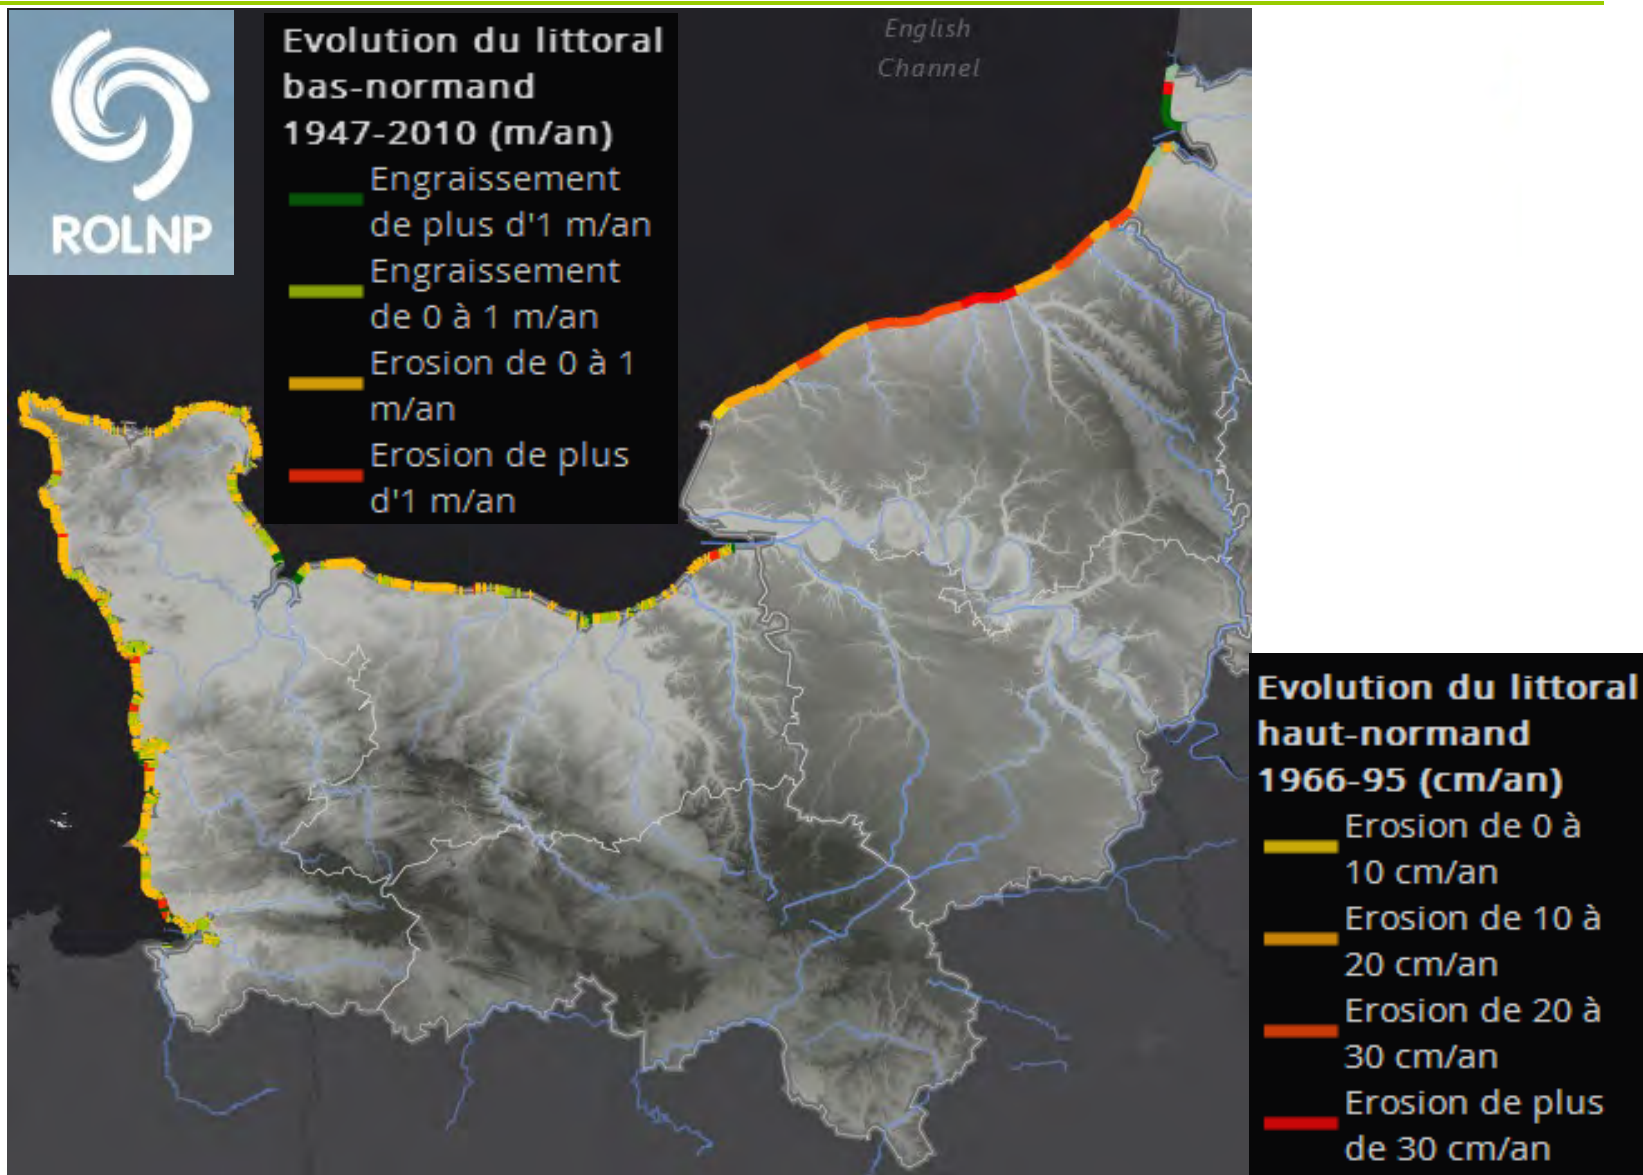 ROLNP
Evolution du littoral
bas-normand
1947-2010 (m/an)
Engraissement
de plus d'1 m/an
Engraissement
de 0 à 1 m/an
Erosion de 0 à 1
m/an
Erosion de plus
d'1 m/an
English
Channel
Evolution du littoral
haut-normand
1966-95 (cm/an)
Erosion de 0 à
10 cm/an
Erosion de 10 à
20 cm/an
Erosion de 20 à
30 cm/an
Erosion de plus
de 30 cm/an